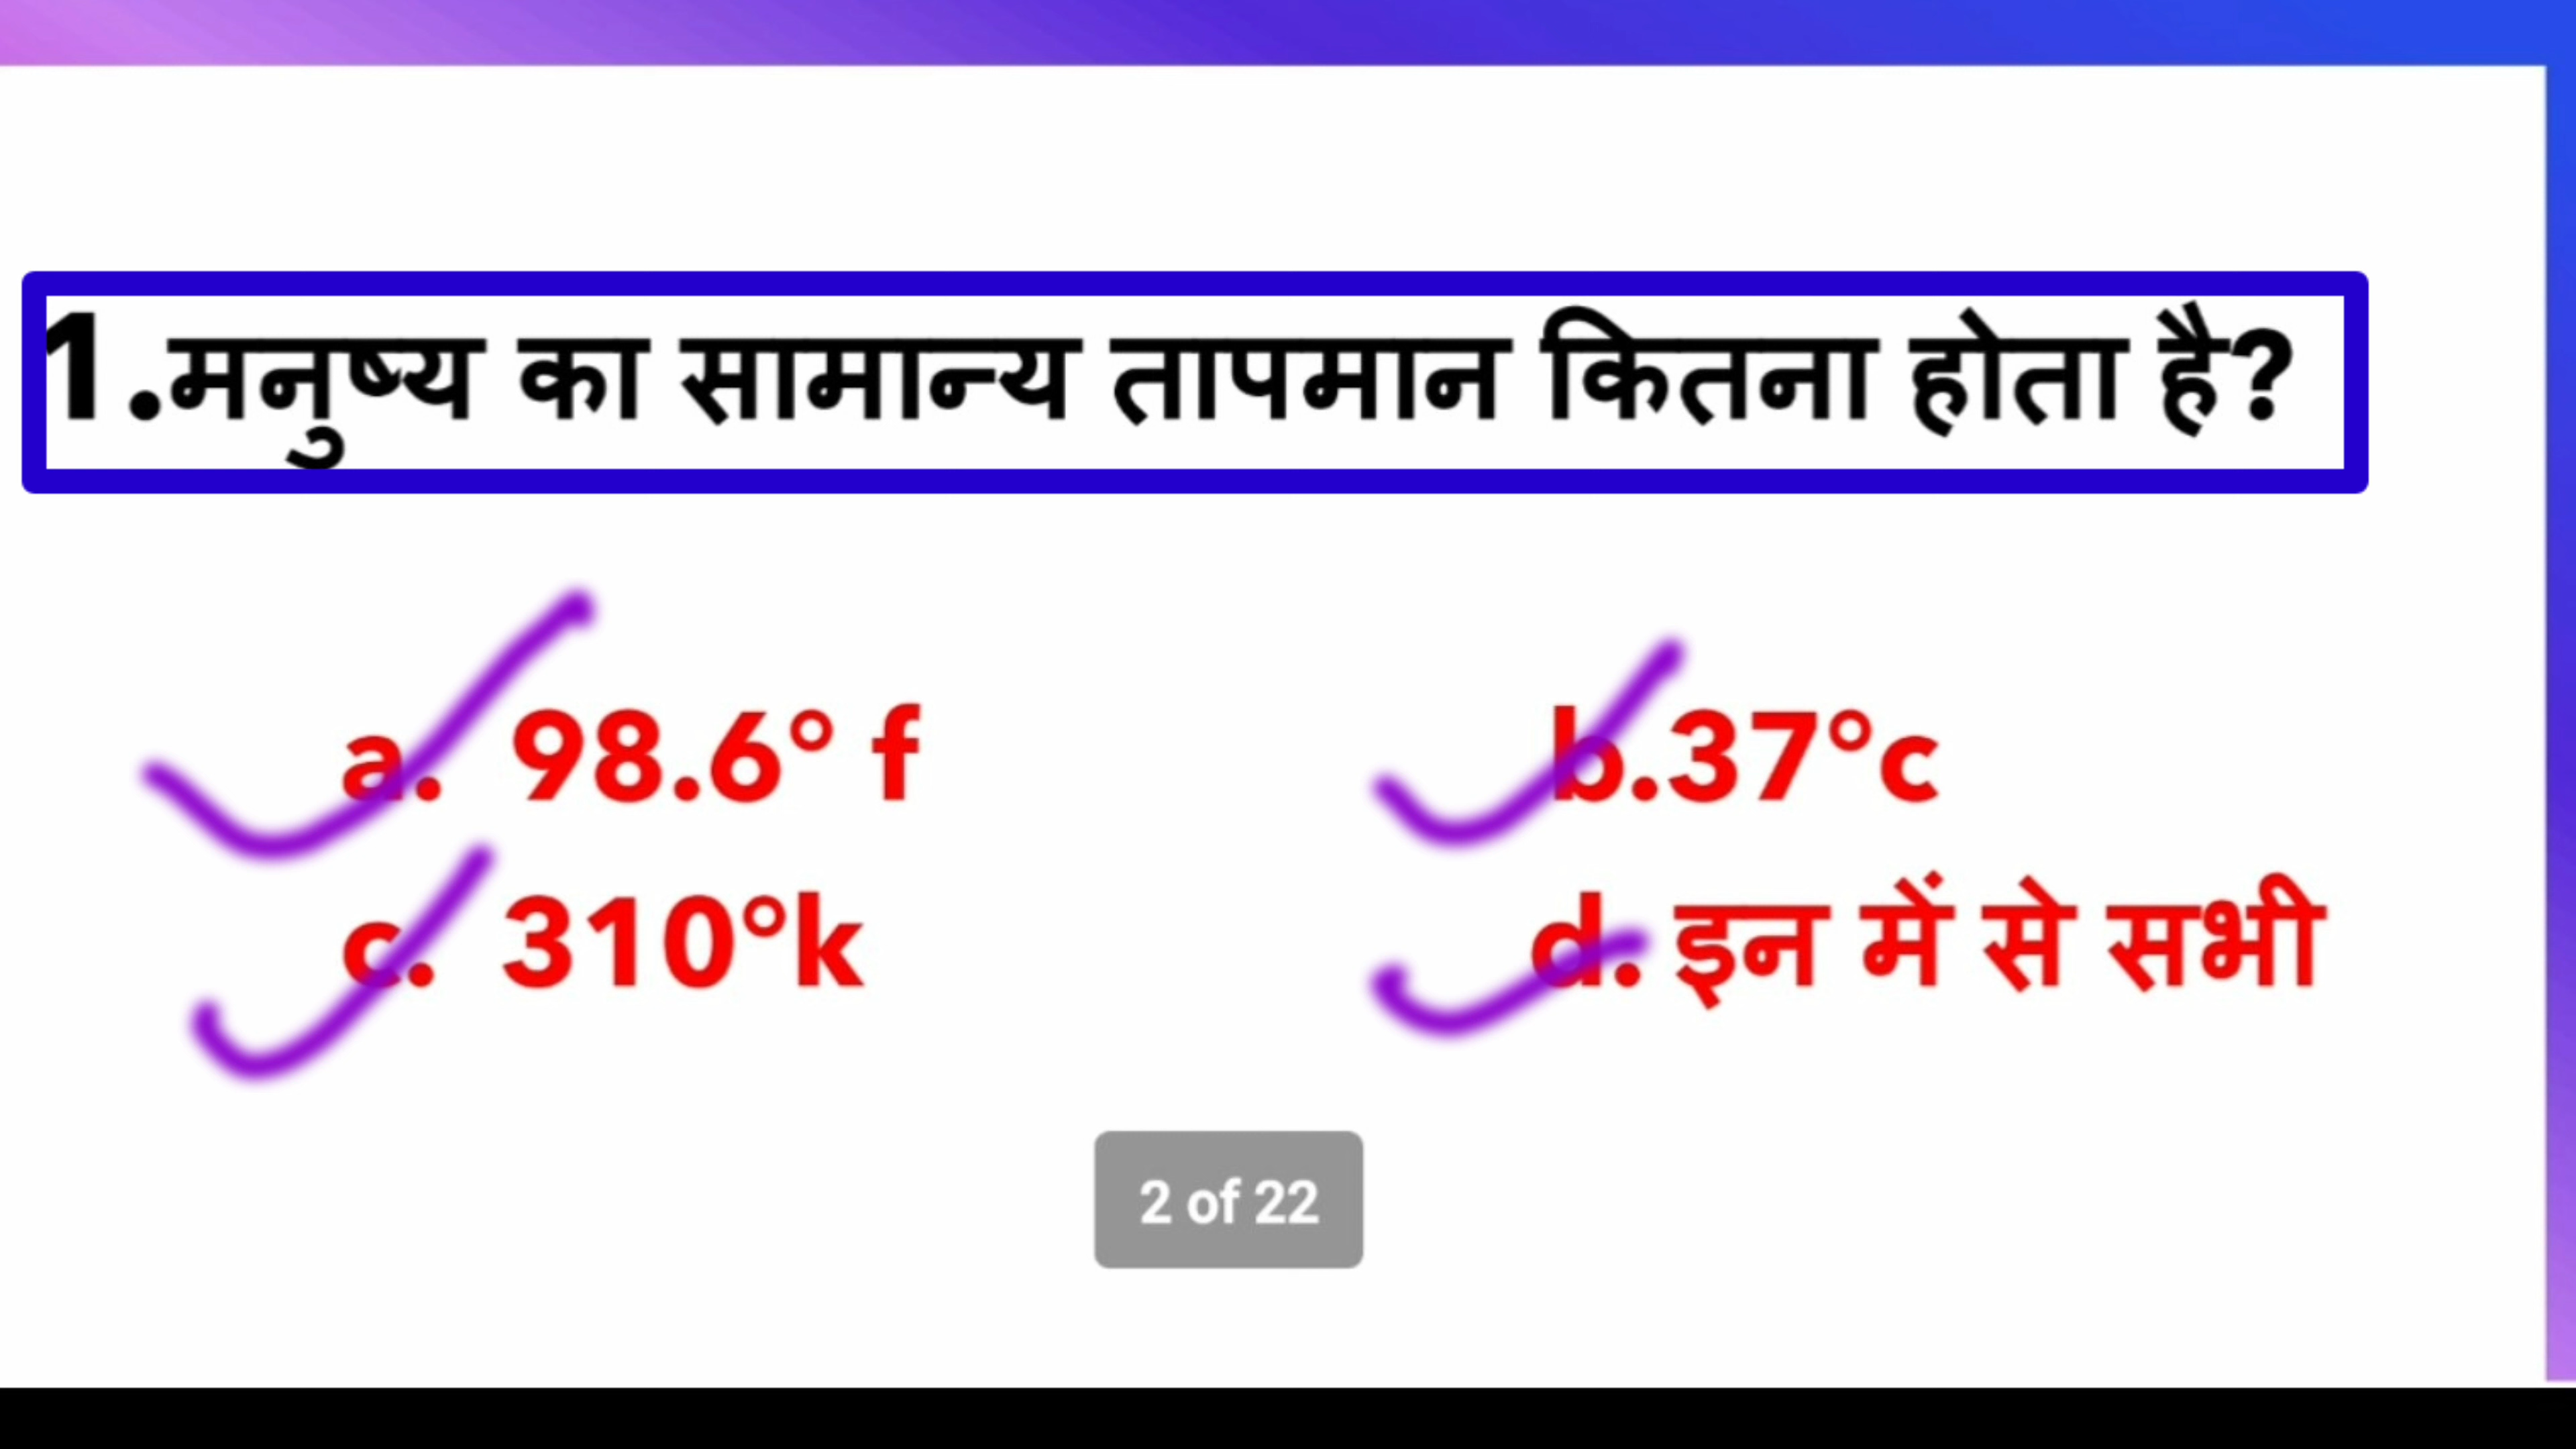 1.मनुष्य का सामान्य तापमान कितना होता है?
a. 98.6° f
b.37°c
c. 310°k
d. इन में से सभी
2 of 22